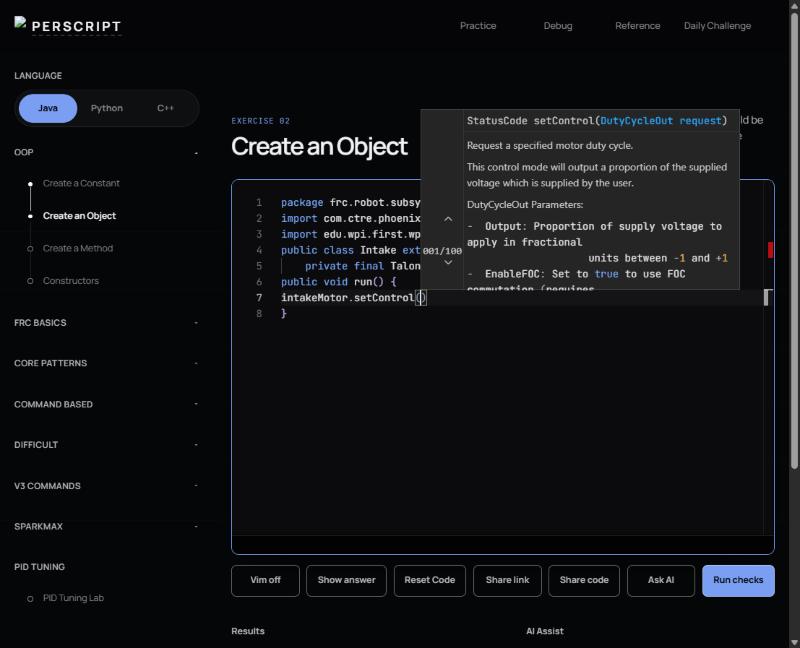 PERSCRIPT
Practice
Debug
Reference
Daily Challenge
LANGUAGE
Java
Python
C++
OOP
-
Create a Constant
Create an Object
Create a Method
Constructors
FRC BASICS
-
CORE PATTERNS
-
COMMAND BASED
-
DIFFICULT
-
V3 COMMANDS
-
SPARKMAX
-
PID TUNING
PID Tuning Lab
EXERCISE 02
Create an Object
ld be
1 package frc.robot.subsy
2 import com.ctre.phoenix
3 import edu.wpi.first.wp
4 public class Intake ext
5 private final Talon
6 public void run() {
7 intakeMotor.setControl()
8 }
001/100
StatusCode setControl(DutyCycleOut request)
Request a specified motor duty cycle.
This control mode will output a proportion of the supplied
voltage which is supplied by the user.
DutyCycleOut Parameters:
- Output: Proportion of supply voltage to
apply in fractional
units between -1 and +1
- EnableFOC: Set to true to use FOC
commutation (requires
Vim off
Show answer
Reset Code
Share link
Share code
Ask AI
Run checks
Results
AI Assist